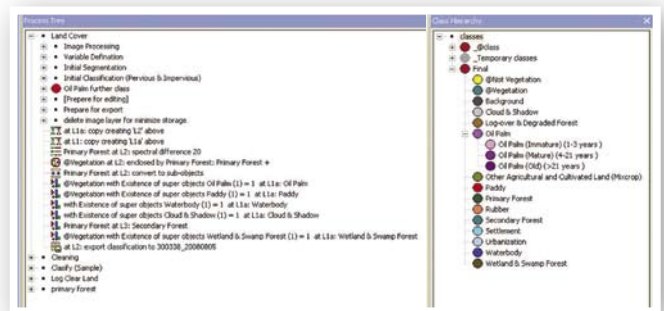 Process Tree
Land Cover
Image Processing
Variable Defination
Initial Segmentation
Initial Classification (Pervious & Impervious)
Oil Palm further class
[Prepare for editing]
Prepare for export
delete image layer for minimize storage
at L1a: copy creating 'L2' above
at L1: copy creating 'L1a' above
Primary Forest at L2: spectral difference 20
@Vegetation at L2: enclosed by Primary Forest: Primary Forest +
Primary Forest at L2: convert to sub-objects
@Vegetation with Existence of super objects Oil Palm (1) = 1 at L1a: Oil Palm
@Vegetation with Existence of super objects Paddy (1) = 1 at L1a: Paddy
with Existence of super objects Waterbody (1) = 1 at L1a: Waterbody
with Existence of super objects Cloud & Shadow (1) = 1 at L1a: Cloud & Shadow
Primary Forest at L3: Secondary Forest
@Vegetation with Existence of super objects Wetland & Swamp Forest (1) = 1 at L1a: Wetland & Swamp Forest
at L2: export classification to 300338_20080805
Cleaning
Clasify (Sample)
Log Clear Land
primary forest
Class Hierarchy
classes
_@class
_Temporary classes
Final
@Not Vegetation
@Vegetation
Background
Cloud & Shadow
Log-over & Degraded Forest
Oil Palm
Oil Palm (Immature) (1-3 years )
Oil Palm (Mature) (4-21 years )
Oil Palm (Old) (>21 years)
Other Agricultural and Cultivated Land (Mixcrop)
Paddy
Primary Forest
Rubber
Secondary Forest
Settlement
Urbanization
Waterbody
Wetland & Swamp Forest